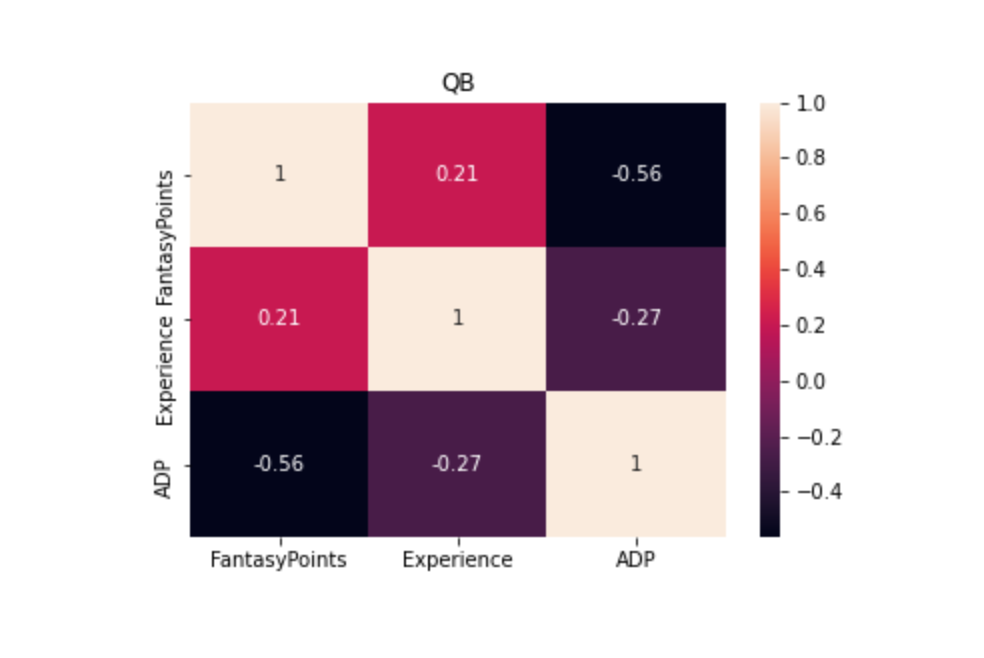 QB
FantasyPoints
1
0.21
-0.56
Experience
0.21
1
-0.27
ADP
-0.56
-0.27
1
FantasyPoints
Experience
ADP
1.0
0.8
0.6
0.4
0.2
0.0
−0.2
−0.4